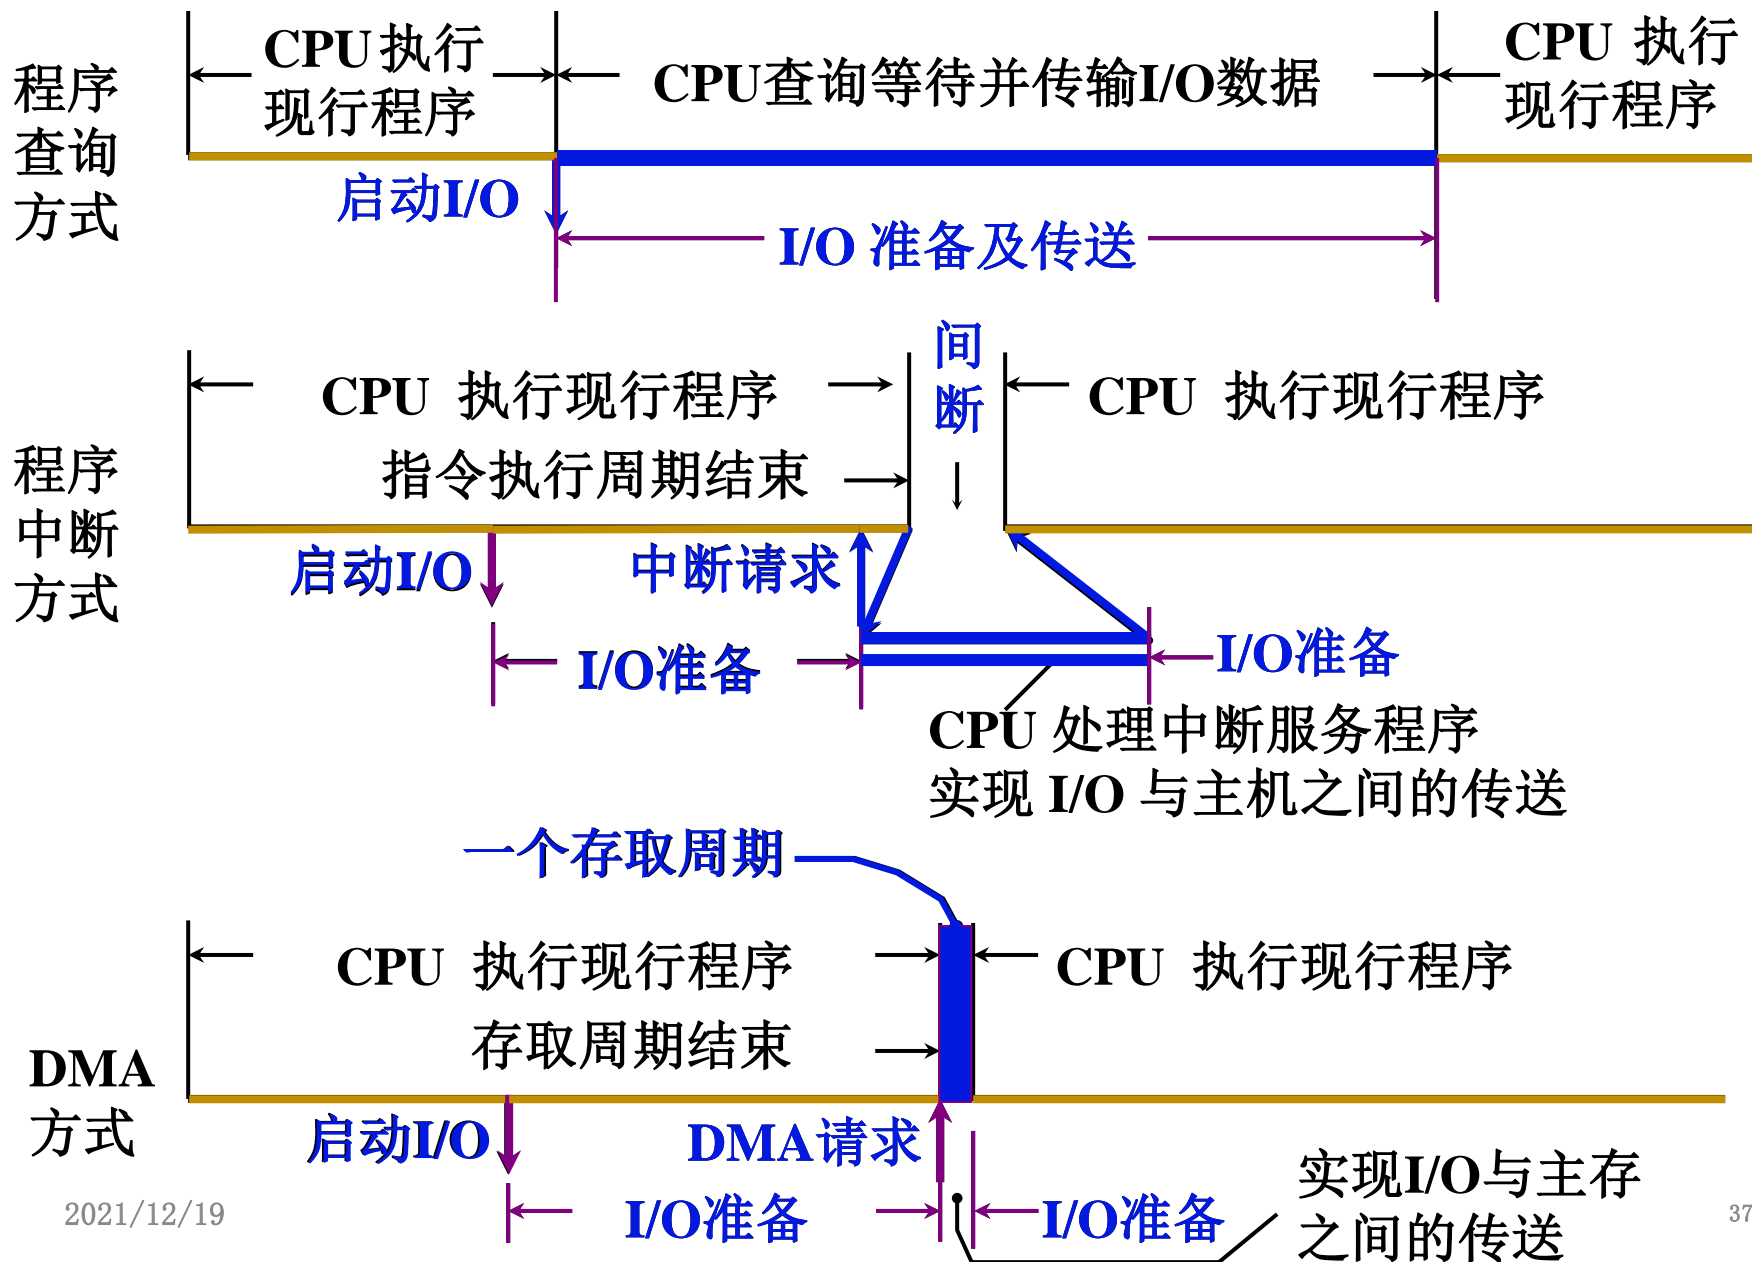 程序
查询
方式
CPU执行
现行程序
CPU查询等待并传输I/O数据
CPU 执行
现行程序
启动I/O
I/O 准备及传送
程序
中断
方式
CPU 执行现行程序
间
断
CPU 执行现行程序
指令执行周期结束
启动I/O
中断请求
I/O准备
I/O准备
CPU 处理中断服务程序
实现 I/O 与主机之间的传送
一个存取周期
DMA
方式
CPU 执行现行程序
CPU 执行现行程序
存取周期结束
启动I/O
DMA请求
I/O准备
I/O准备
实现I/O与主存
之间的传送
2021/12/19
37